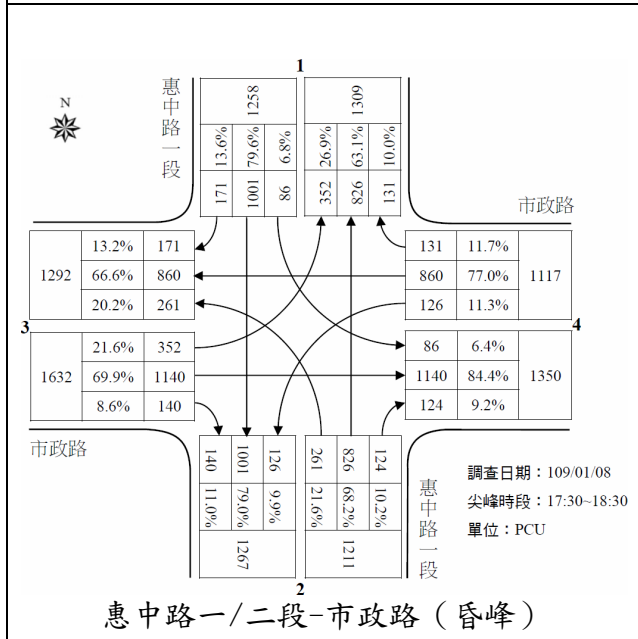 1
惠中路一段
N
1258
13.6% 79.6% 6.8%
171 1001 86
1309
26.9% 63.1% 10.0%
352 826 131
市政路
1292
13.2% 171
66.6% 860
20.2% 261
131 11.7%
860 77.0%
126 11.3%
1117
3
4
1632
21.6% 352
69.9% 1140
8.6% 140
86 6.4%
1140 84.4%
124 9.2%
1350
市政路
140 1001 126
11.0% 79.0% 9.9%
1267
261 826 124
21.6% 68.2% 10.2%
1211
惠中路一段
調查日期：109/01/08
尖峰時段：17:30~18:30
單位：PCU
2
惠中路一/二段-市政路（昏峰）